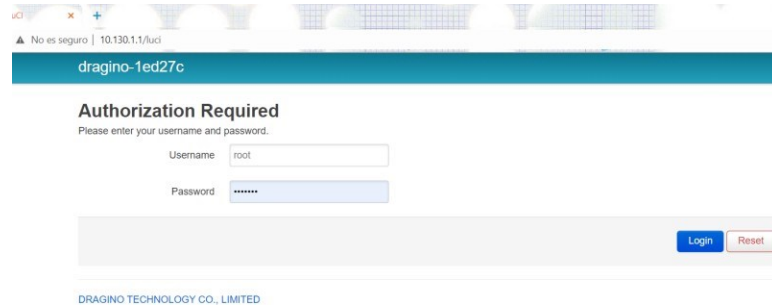 uCI × +
No es seguro | 10.130.1.1/luci
dragino-1ed27c
Authorization Required
Please enter your username and password.
Username root
Password •••••••
Login Reset
DRAGINO TECHNOLOGY CO., LIMITED